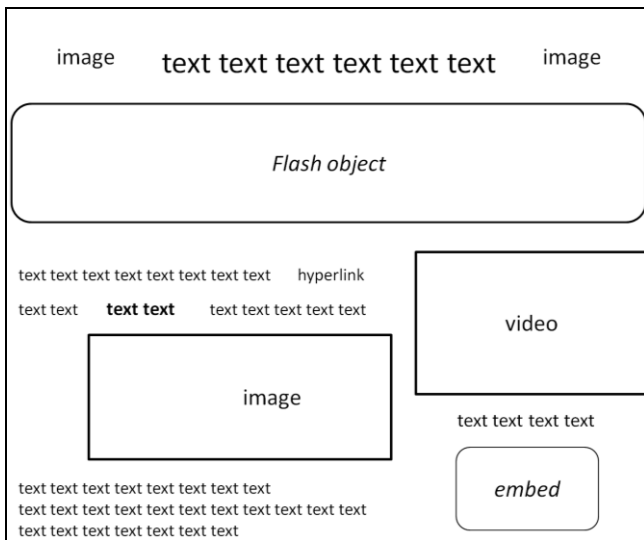 image text text text text text text image
Flash object
text text text text text text text text hyperlink
text text text text text text text text text
image
text text text text text text text text
text text text text text text text text text text text
text text text text text text text
video
text text text text
embed